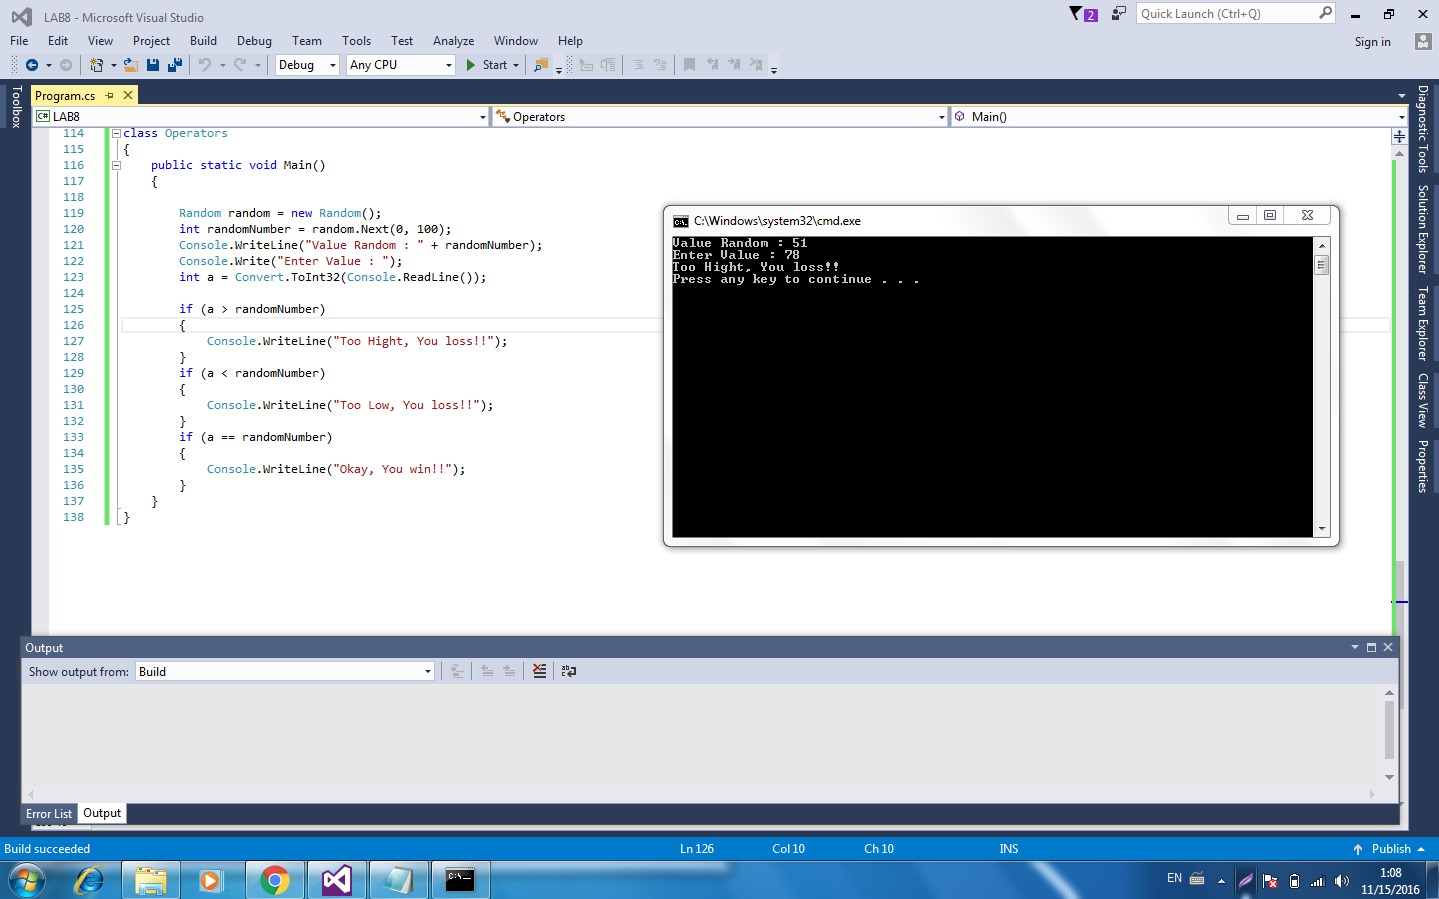 LAB8 - Microsoft Visual Studio
2
Quick Launch (Ctrl+Q)
File Edit View Project Build Debug Team Tools Test Analyze Window Help
Sign in
Debug Any CPU Start
Toolbox
Program.cs
C# LAB8 Operators Main()
114 class Operators
115 {
116 public static void Main()
117 {
118
119 Random random = new Random();
120 int randomNumber = random.Next(0, 100);
121 Console.WriteLine("Value Random : " + randomNumber);
122 Console.Write("Enter Value : ");
123 int a = Convert.ToInt32(Console.ReadLine());
124
125 if (a > randomNumber)
126 {
127 Console.WriteLine("Too Hight, You loss!!");
128 }
129 if (a < randomNumber)
130 {
131 Console.WriteLine("Too Low, You loss!!");
132 }
133 if (a == randomNumber)
134 {
135 Console.WriteLine("Okay, You win!!");
136 }
137 }
138 }
C:\Windows\system32\cmd.exe
Value Random : 51
Enter Value : 78
Too Hight, You loss!!
Press any key to continue . . .
Diagnostic Tools
Solution Explorer
Team Explorer
Class View
Properties
Output
Show output from: Build
Error List Output
Build succeeded
Ln 126 Col 10 Ch 10 INS Publish
EN
1:08
11/15/2016